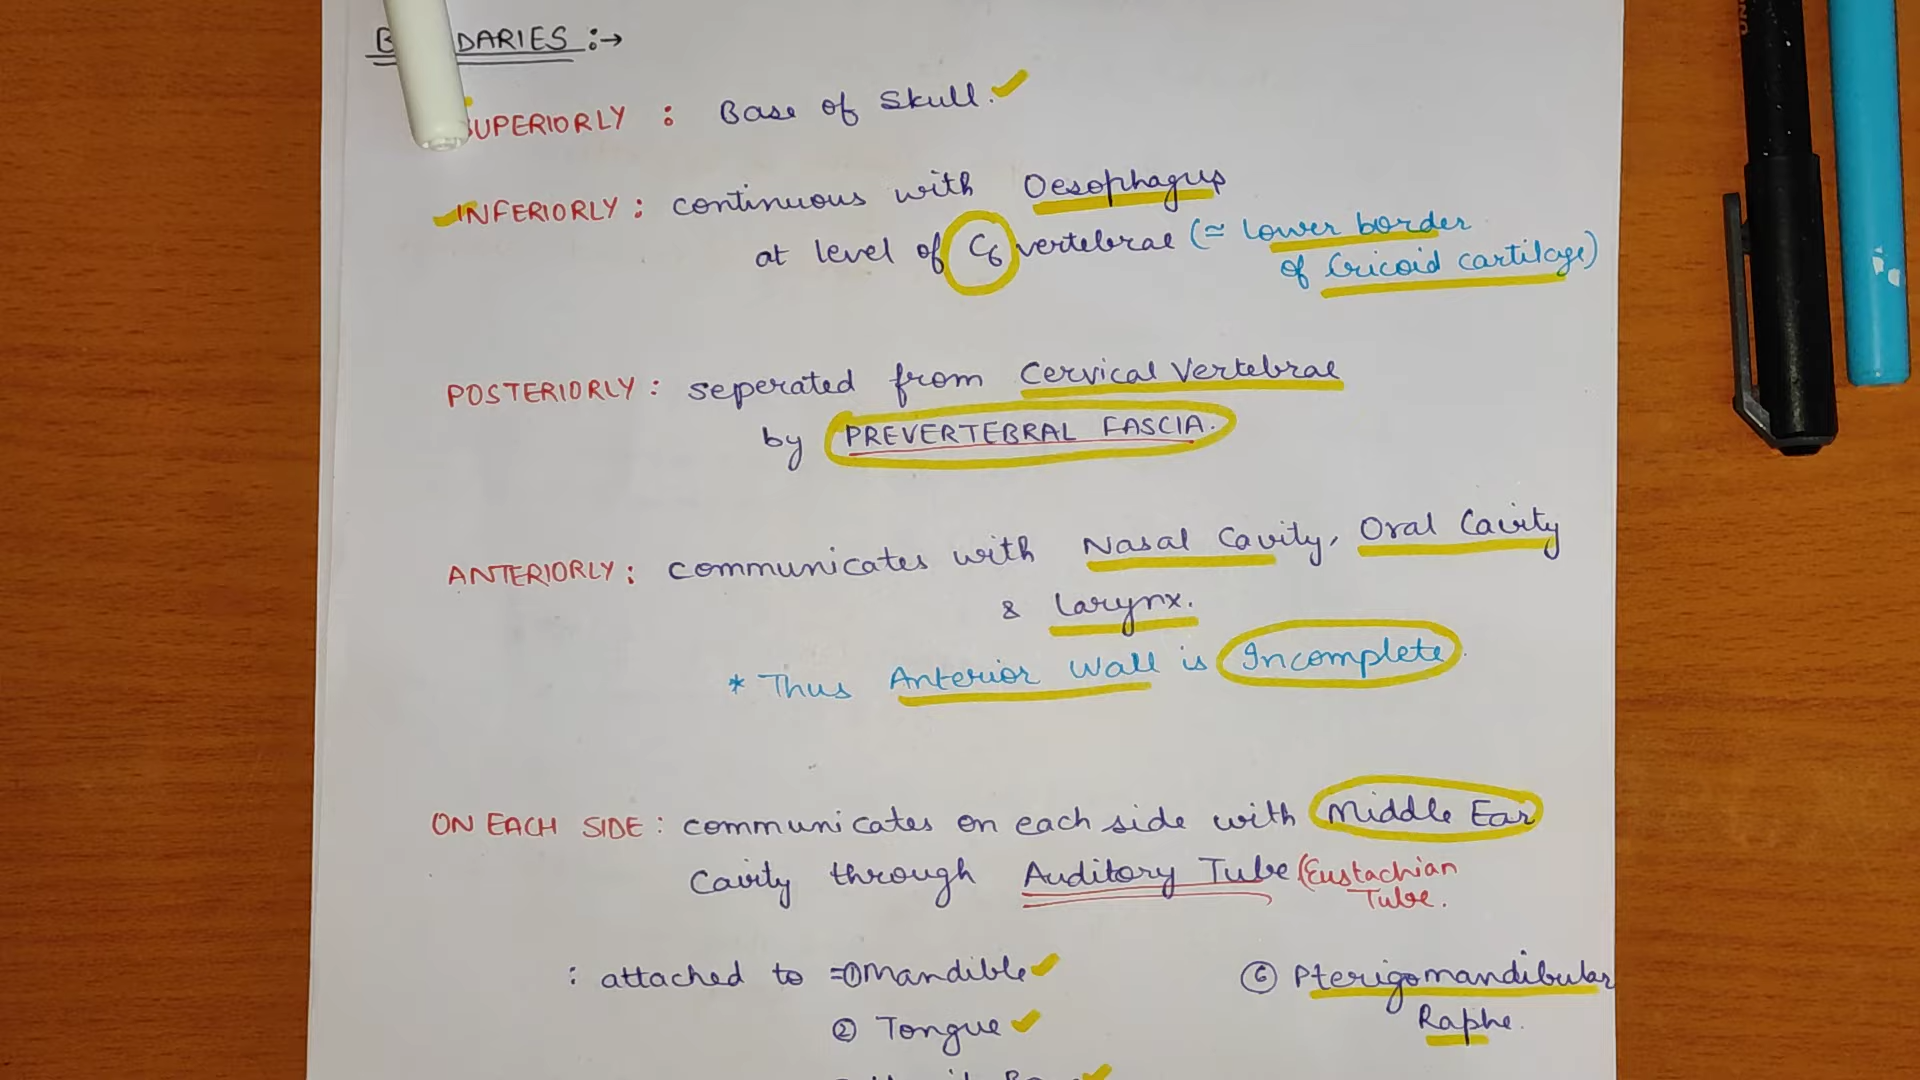 DARIES :→
SUPERIORLY : Base of Skull.
INFERIORLY : continuous with Oesophagus
at level of C6 vertebrae (≃ lower border
of Cricoid cartilage)
POSTERIORLY : seperated from Cervical Vertebrae
by PREVERTEBRAL FASCIA.
ANTERIORLY : communicates with Nasal Cavity, Oral Cavity
& Larynx.
* Thus Anterior Wall is Incomplete.
ON EACH SIDE : communicates on each side with Middle Ear
Cavity through Auditory Tube (Eustachian
Tube.
: attached to =① Mandible ⑥ Pterigomandibular
② Tongue Raphe.